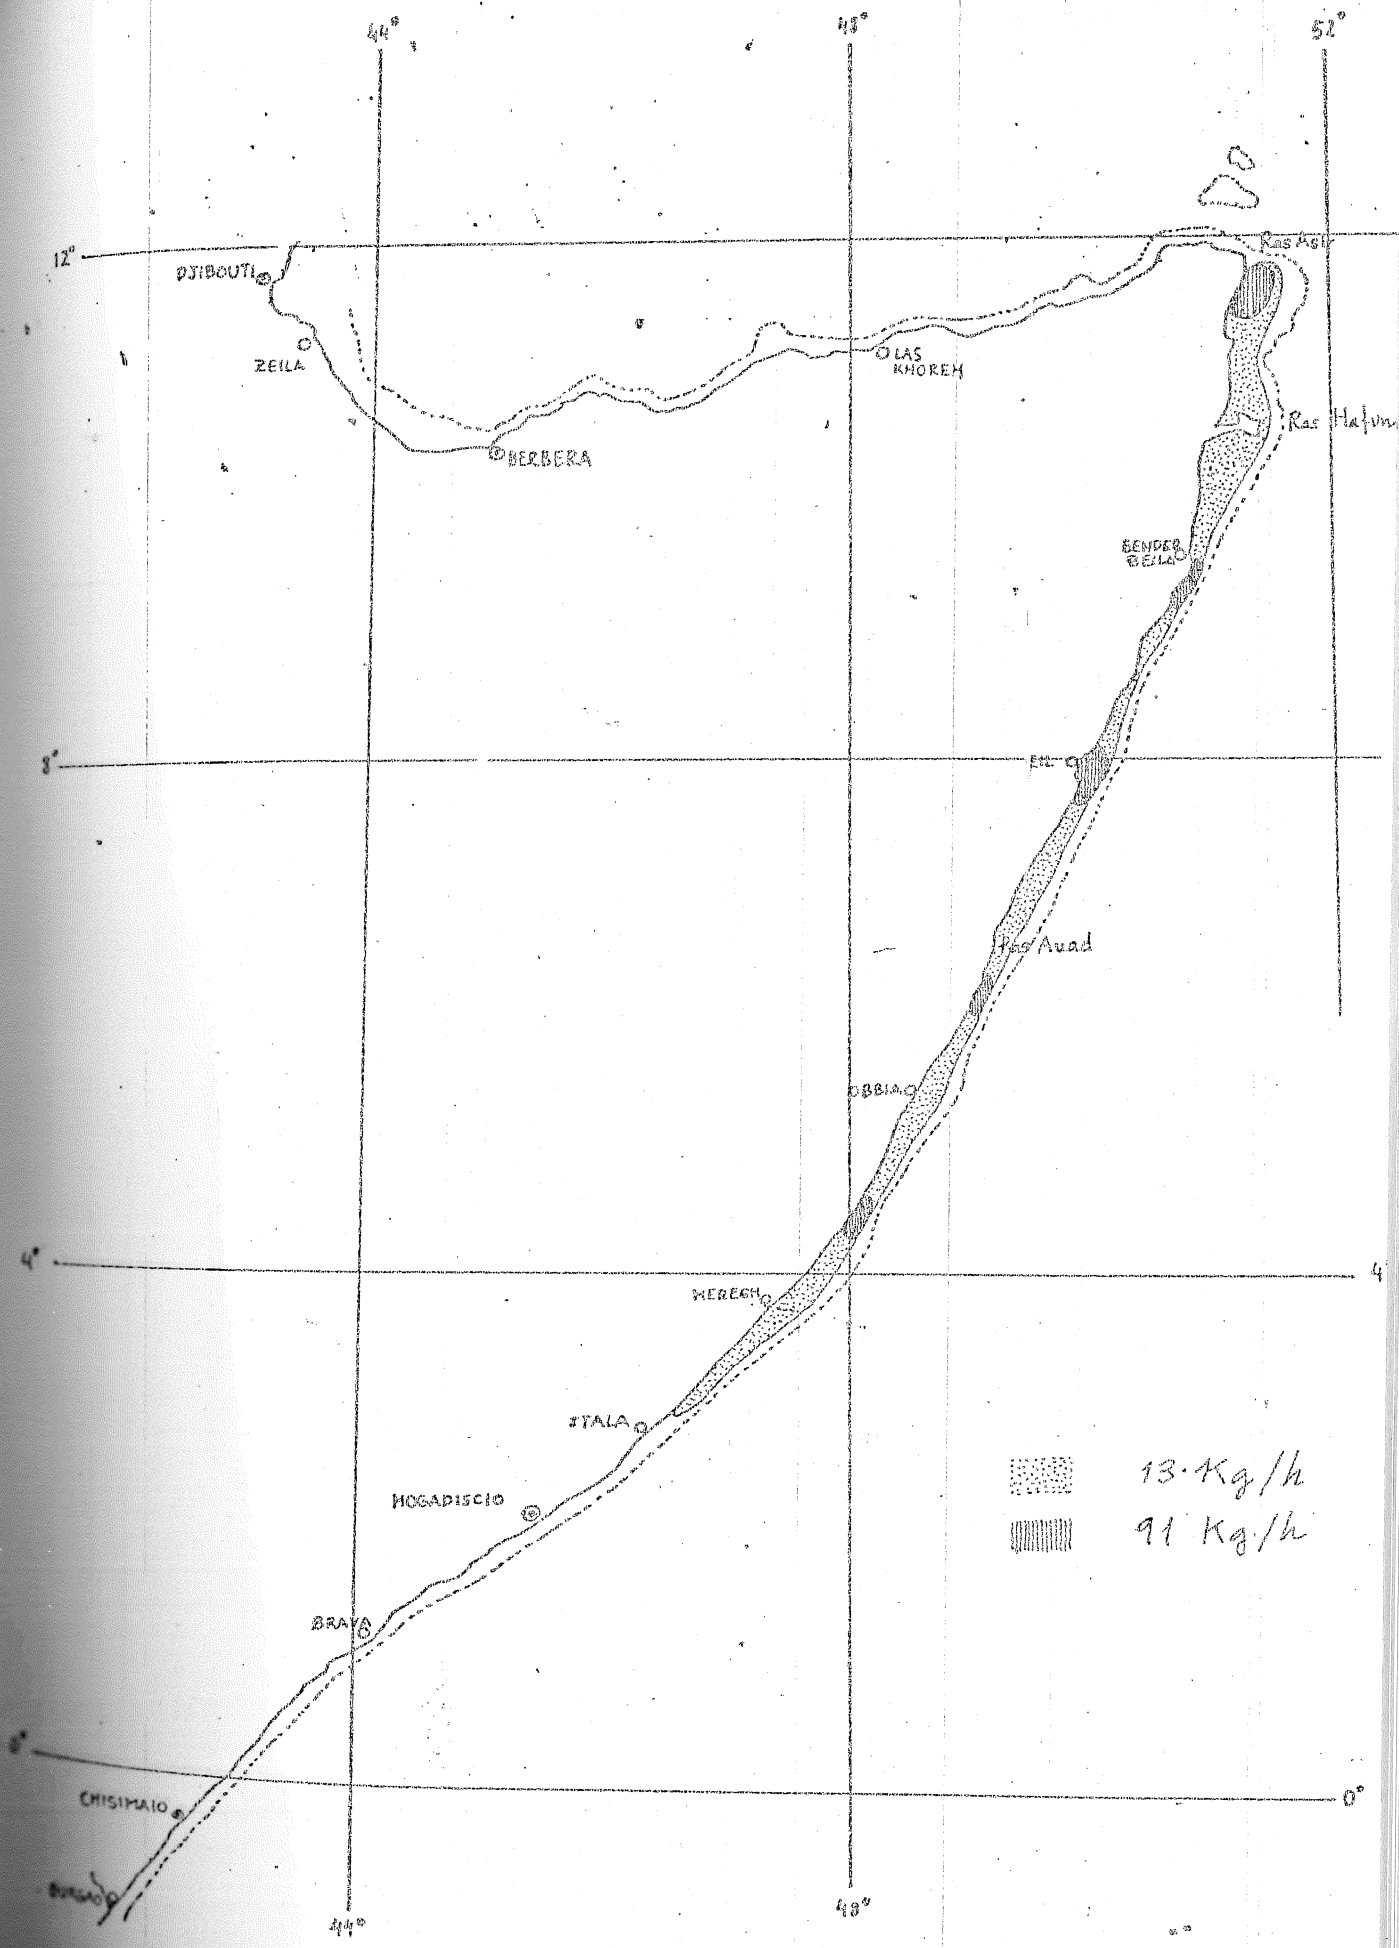 44°
48°
52°
12°
Ras Asir
DJIBOUTI
ZEILA
LAS
KHOREH
Ras Hafun
BERBERA
BENDER
BEILA
8°
EIL
Ras Auad
OBBIA
4°
4
MEREGH
ITALA
13 Kg/h
MOGADISCIO
91 Kg/h
BRAVA
0°
CHISIMAIO
0°
BURGAO
44°
48°